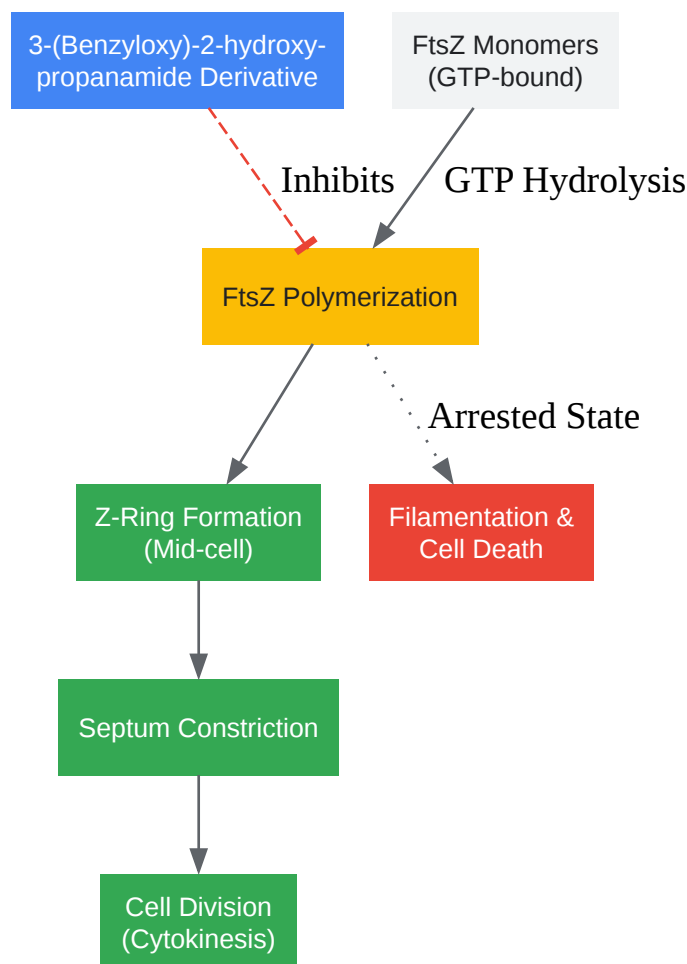 3-(Benzyloxy)-2-hydroxy-
propanamide Derivative
FtsZ Monomers
(GTP-bound)
Inhibits
GTP Hydrolysis
FtsZ Polymerization
Arrested State
Z-Ring Formation
(Mid-cell)
Filamentation &
Cell Death
Septum Constriction
Cell Division
(Cytokinesis)